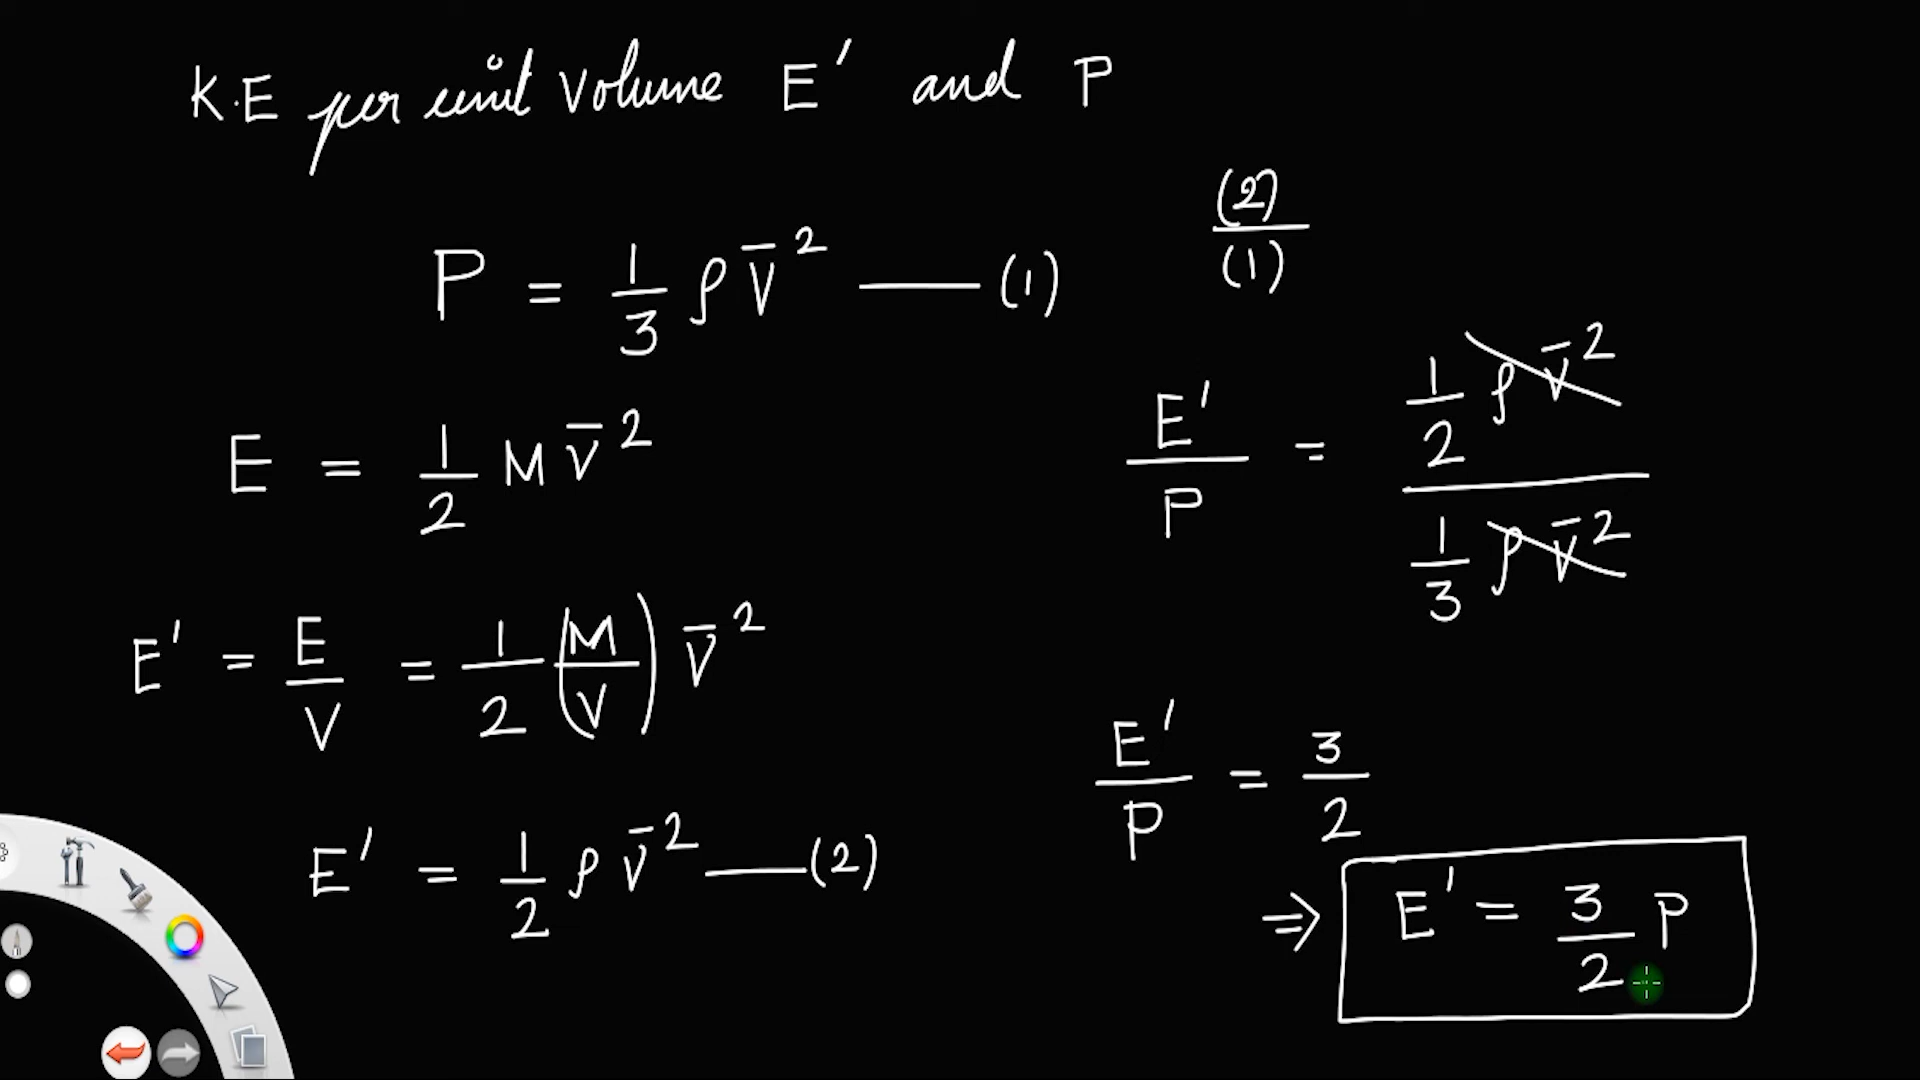 K.E per unit volume E' and P
P = 1/3 ρ V̄² —— (1)
E = 1/2 M V̄²
E' = E/V = 1/2 (M/V) V̄²
E' = 1/2 ρ V̄² —— (2)
(2)/(1)
E'/P = 1/2 ρ V̄² / 1/3 ρ V̄²
E'/P = 3/2
⇒ E' = 3/2 P